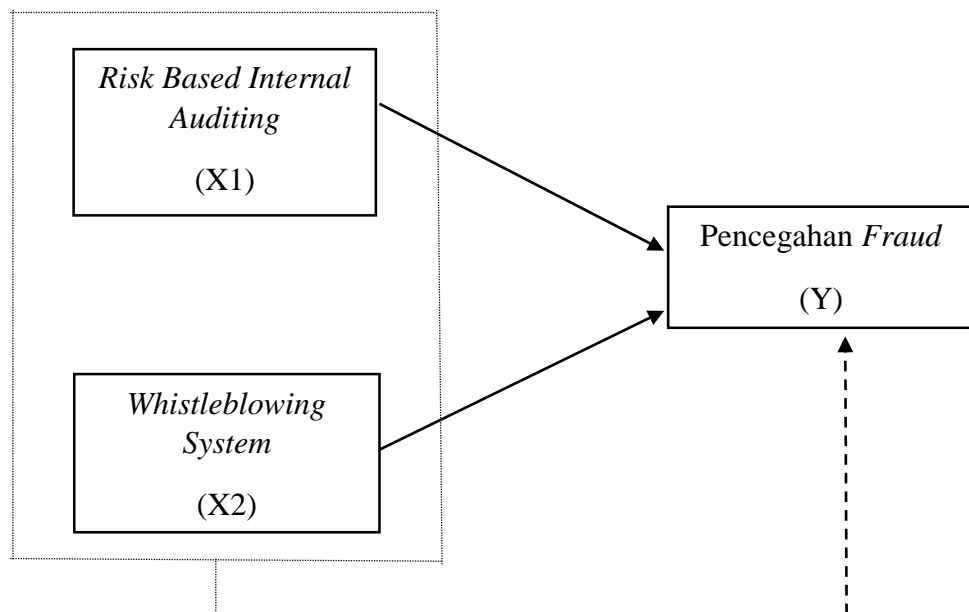 Risk Based Internal
Auditing
(X1)
Pencegahan Fraud
(Y)
Whistleblowing
System
(X2)